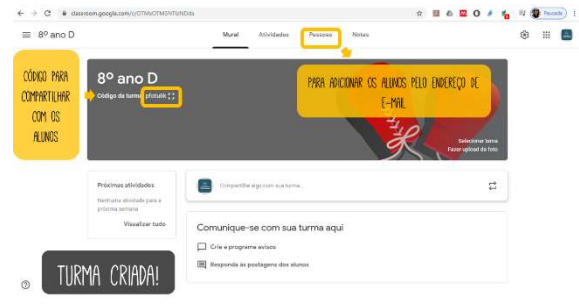 classroom.google.com/c/OTMxOTM3NTIzNDda
Pausada
8º ano D
Mural
Atividades
Pessoas
Notas
CÓDIGO PARA
COMPARTILHAR
COM OS
ALUNOS
8º ano D
Código da turma
PARA ADICIONAR OS ALUNOS PELO ENDEREÇO DE
E-MAIL
Selecionar tema
Fazer upload da foto
Próximas atividades
Nenhuma atividade para a
próxima semana
Visualizar tudo
Compartilhe algo com sua turma...
Comunique-se com sua turma aqui
Crie e programe avisos
Responda às postagens dos alunos
TURMA CRIADA!